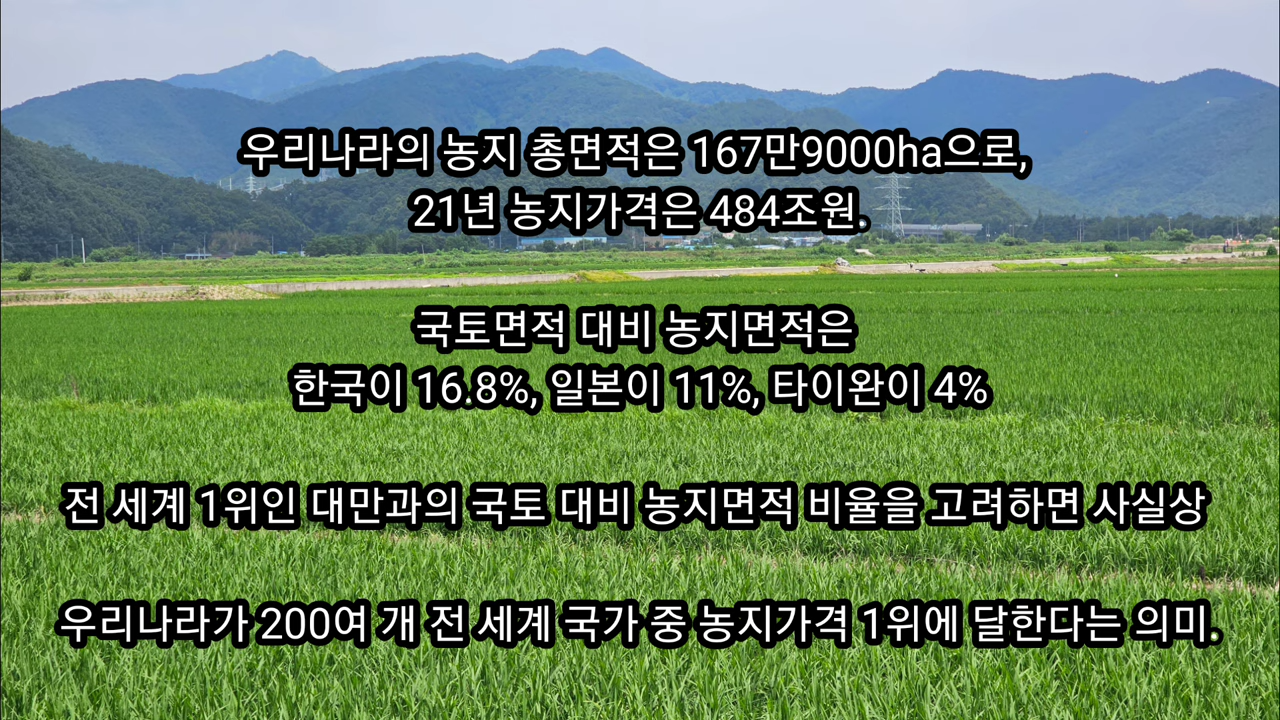 우리나라의 농지 총면적은 167만9000ha으로,
21년 농지가격은 484조원.
국토면적 대비 농지면적은
한국이 16.8%, 일본이 11%, 타이완이 4%
전 세계 1위인 대만과의 국토 대비 농지면적 비율을 고려하면 사실상
우리나라가 200여 개 전 세계 국가 중 농지가격 1위에 달한다는 의미.